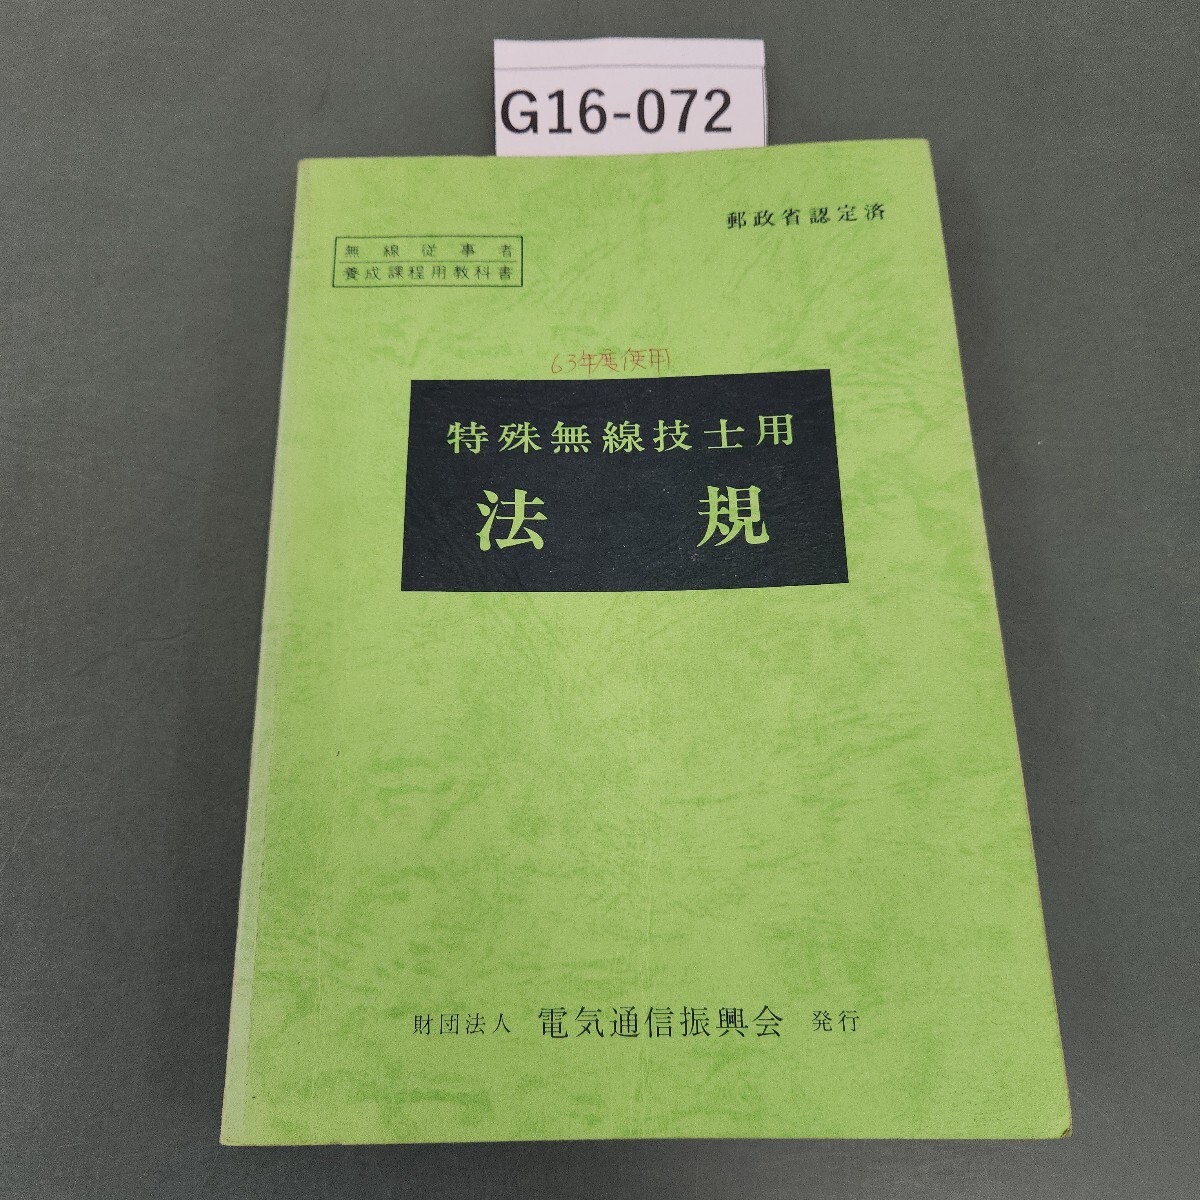 G16-072
郵政省認定済
無線従事者
養成課程用教科書
63年度使用
特殊無線技士用
法規
財団法人 電気通信振興会 発行